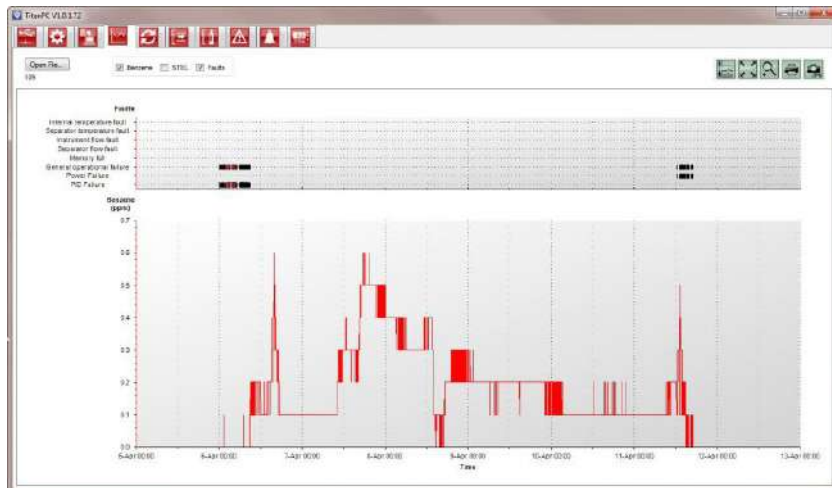 TitanPC V1.0.172
Open File...
Benzene
STEL
Faults
Faults
Internal temperature fault
Separator temperature fault
Instrument flow fault
Separator flow fault
Memory full
General operational failure
Power Failure
PID Failure
Benzene
(ppm)
0.7
0.6
0.5
0.4
0.3
0.2
0.1
0.0
5-Apr 00:00
6-Apr 00:00
7-Apr 00:00
8-Apr 00:00
9-Apr 00:00
10-Apr 00:00
11-Apr 00:00
12-Apr 00:00
13-Apr 00:00
Time